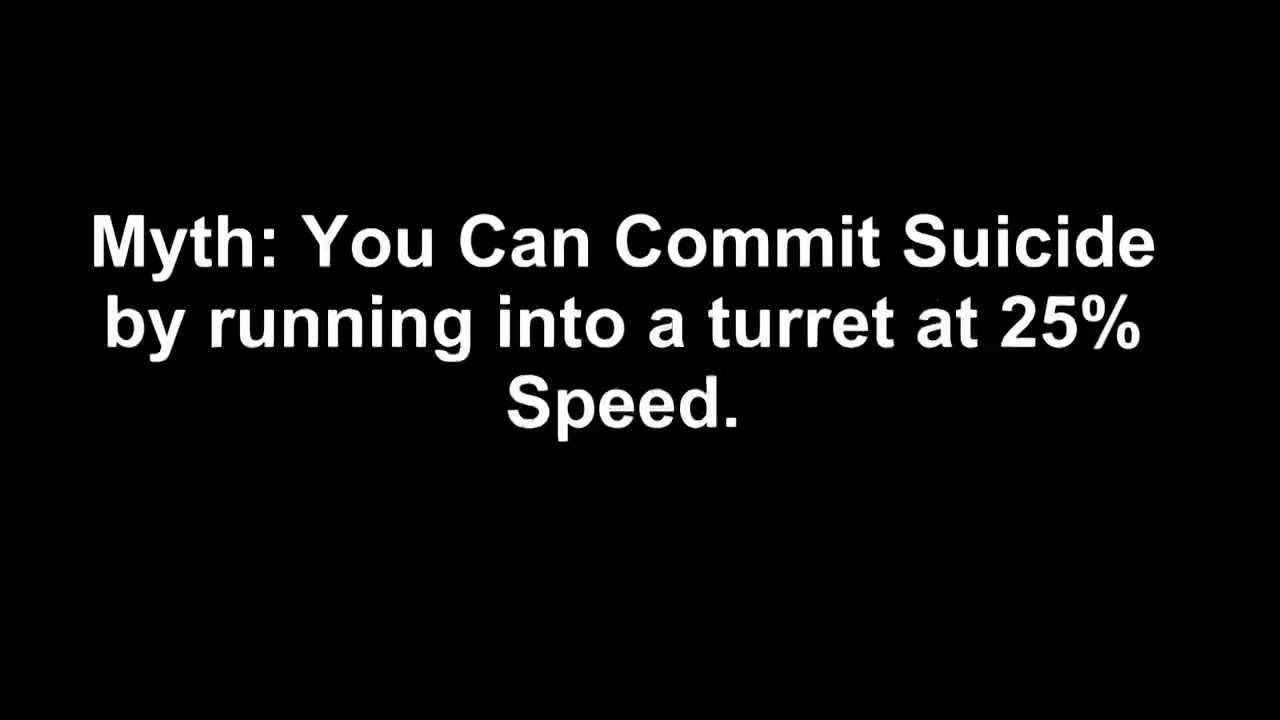 Myth: You Can Commit Suicide
by running into a turret at 25%
Speed.